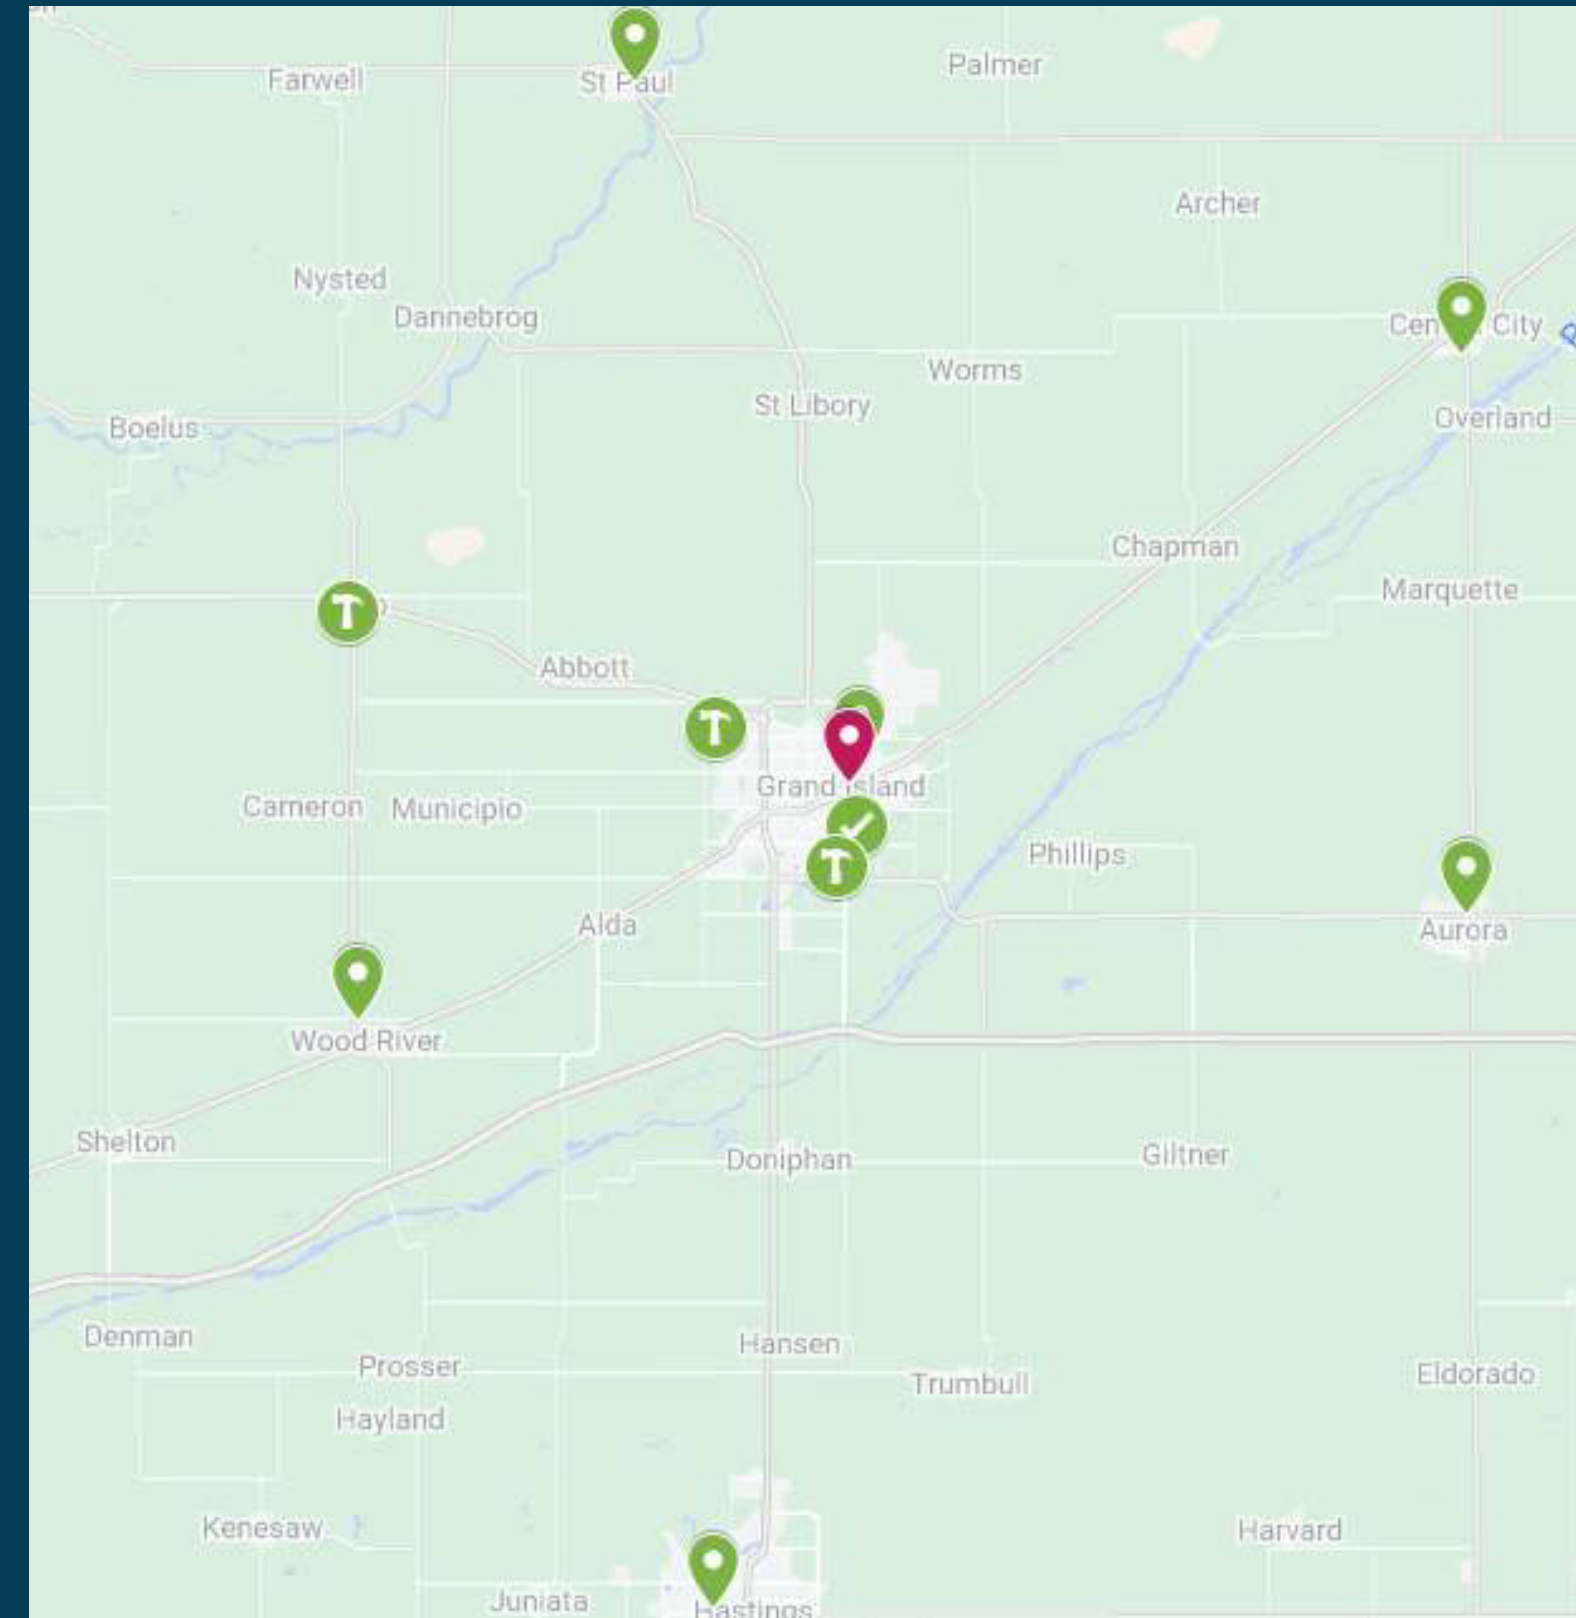 Palmer
Farwell
St Paul
Archer
Nysted
Dannebrog
City
Worms
St Libory
Overland
Boelus
Chapman
Marquette
Abbott
Grand Island
Cameron
Municipio
Phillips
Alda
Aurora
Wood River
Shelton
Doniphan
Giltner
Denman
Hansen
Prosser
Eldorado
Trumbull
Hayland
Kenesaw
Harvard
Juniata
Hastings